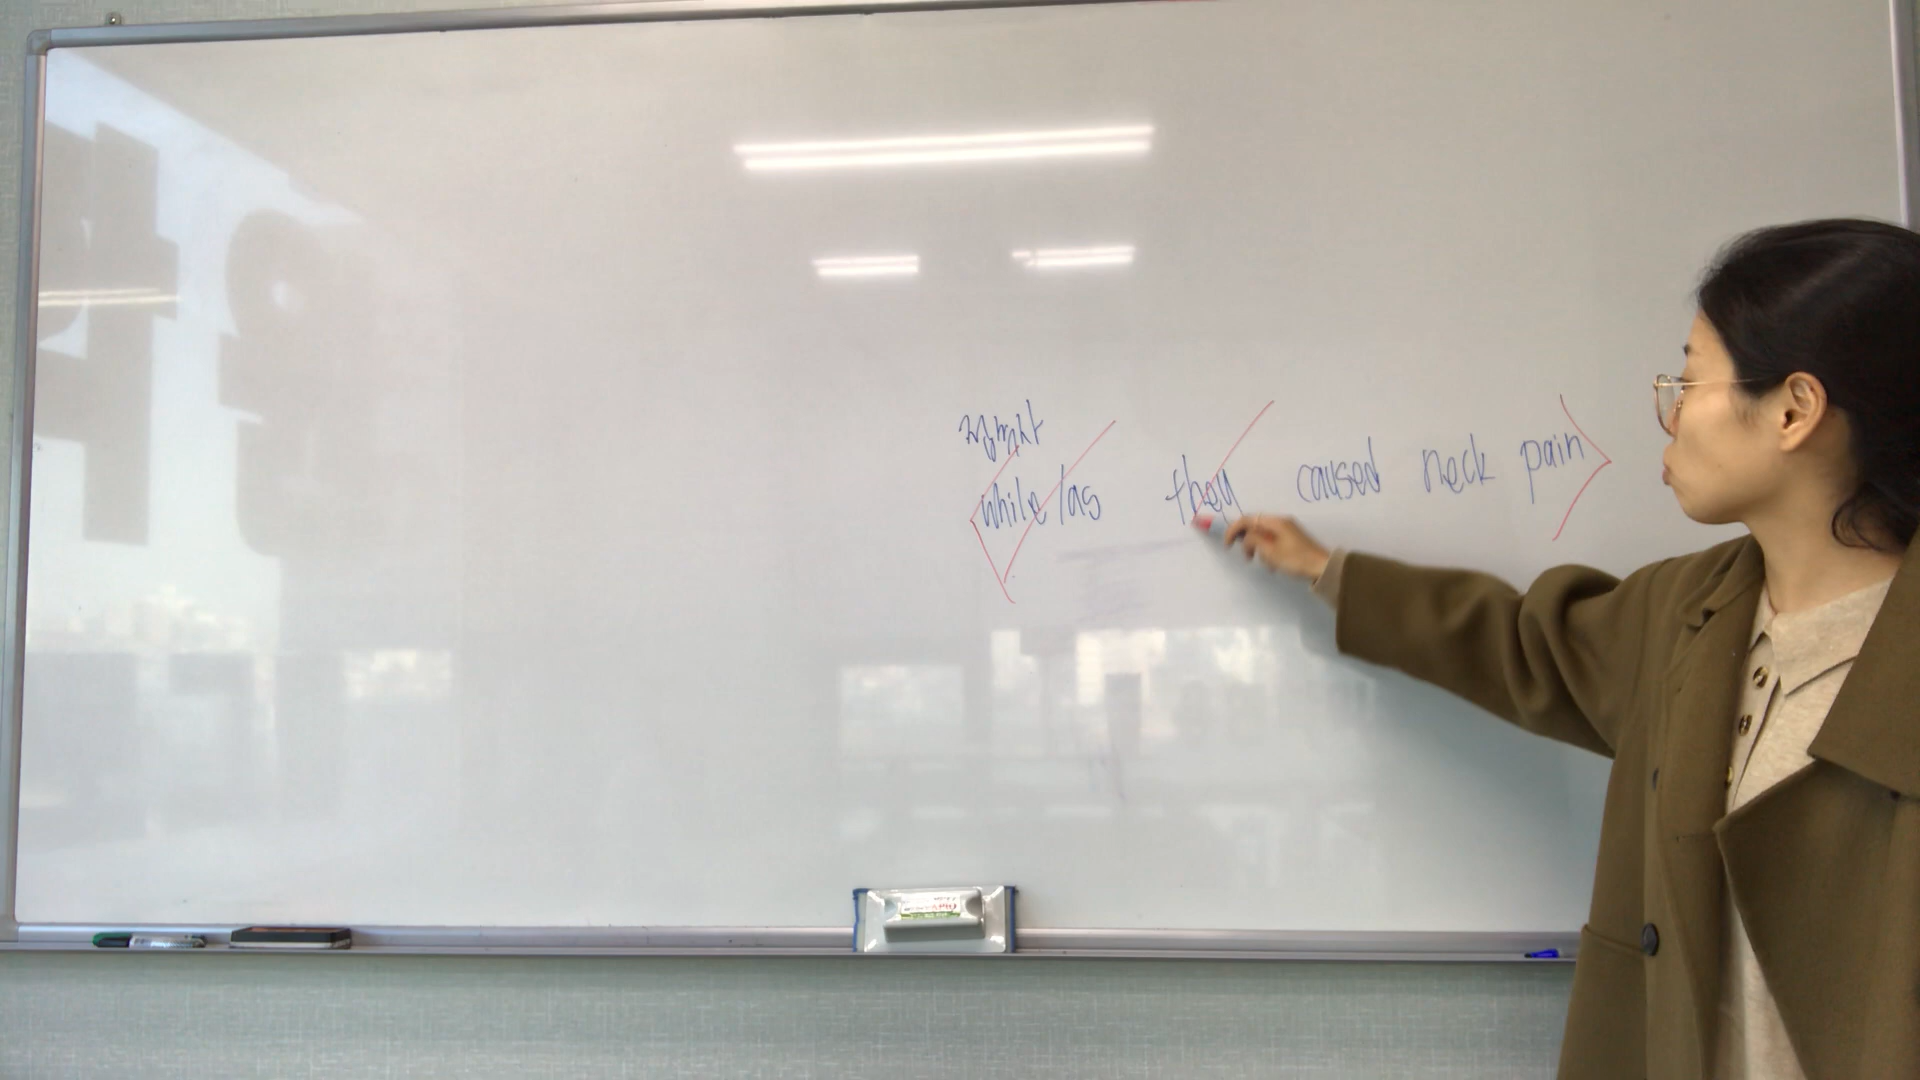 접속사
while/as they caused neck pain